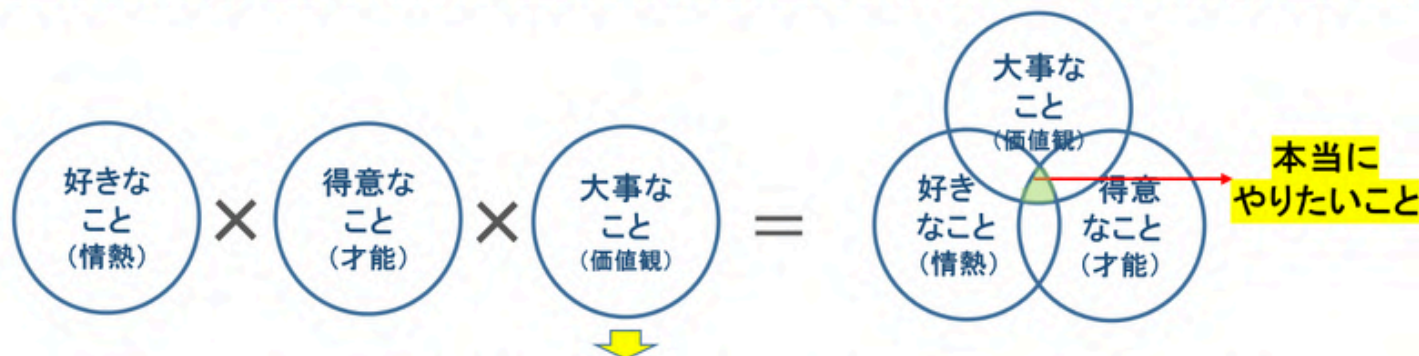 好きな
こと
(情熱)
×
得意な
こと
(才能)
×
大事な
こと
(価値観)
=
大事な
こと
(価値観)
好き
なこと
(情熱)
得意
なこと
(才能)
本当に
やりたいこと